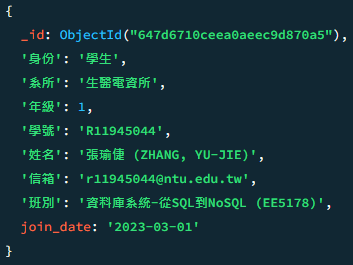 {
_id: ObjectId("647d6710ceea0aeec9d870a5"),
'身份': '學生',
'系所': '生醫電資所',
'年級': 1,
'學號': 'R11945044',
'姓名': '張瑜倢 (ZHANG, YU-JIE)',
'信箱': 'r11945044@ntu.edu.tw',
'班別': '資料庫系統-從SQL到NoSQL (EE5178)',
join_date: '2023-03-01'
}